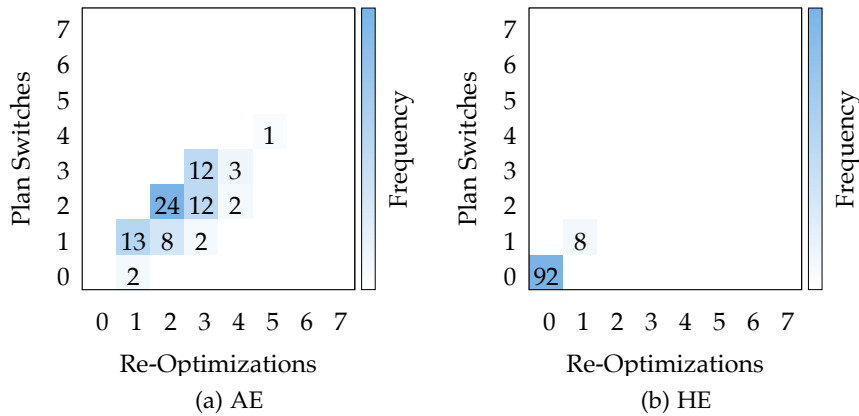 7
6
5
4
3
2
1
0
Plan Switches
1
12 3
24 12 2
13 8 2
2
0 1 2 3 4 5 6 7
Re-Optimizations
Frequency
(a) AE
7
6
5
4
3
2
1
0
Plan Switches
8
92
0 1 2 3 4 5 6 7
Re-Optimizations
Frequency
(b) HE